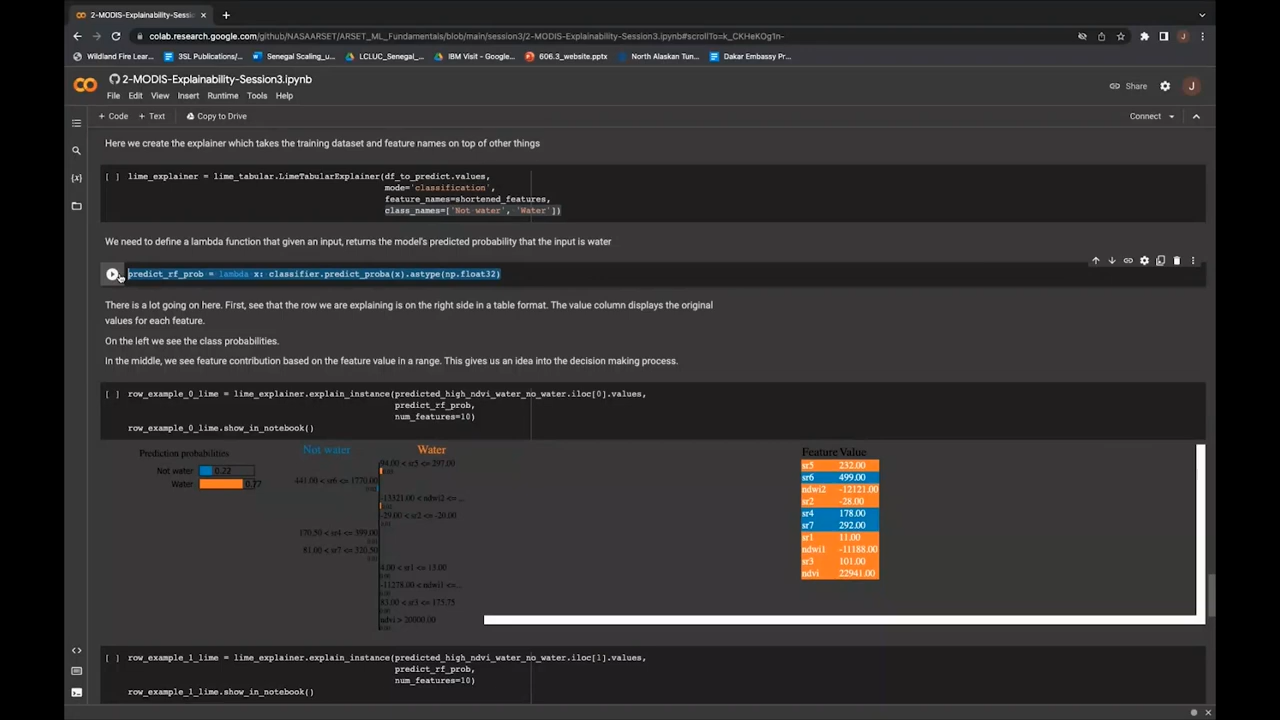 2-MODIS-Explainability-Sessi
colab.research.google.com/github/NASAARSET/ARSET_ML_Fundamentals/blob/main/session3/2-MODIS-Explainability-Session3.ipynb#scrollTo=k_CKHeKOg1n-
Wildland Fire Lear... 3SL Publications/... Senegal Scaling_u... LCLUC_Senegal_... IBM Visit - Google... 606.3_website.pptx North Alaskan Tun... Dakar Embassy Pr...
2-MODIS-Explainability-Session3.ipynb
Share J
File Edit View Insert Runtime Tools Help
+ Code + Text Copy to Drive Connect
Here we create the explainer which takes the training dataset and feature names on top of other things
[ ] lime_explainer = lime_tabular.LimeTabularExplainer(df_to_predict.values,
mode='classification',
feature_names=shortened_features,
class_names=['Not water', 'Water'])
We need to define a lambda function that given an input, returns the model's predicted probability that the input is water
predict_rf_prob = lambda x: classifier.predict_proba(x).astype(np.float32)
There is a lot going on here. First, see that the row we are explaining is on the right side in a table format. The value column displays the original
values for each feature.
On the left we see the class probabilities.
In the middle, we see feature contribution based on the feature value in a range. This gives us an idea into the decision making process.
[ ] row_example_0_lime = lime_explainer.explain_instance(predicted_high_ndvi_water_no_water.iloc[0].values,
predict_rf_prob,
num_features=10)
row_example_0_lime.show_in_notebook()
Prediction probabilities
Not water 0.22
Water 0.77
Not water Water
94.00 < sr5 <= 297.00
441.00 < sr6 <= 1770.00
-13321.00 < ndwi2 <= ...
-29.00 < sr2 <= -20.00
170.50 < sr4 <= 399.00
81.00 < sr7 <= 320.50
4.00 < sr1 <= 13.00
-11278.00 < ndwi1 <= ...
83.00 < sr3 <= 175.75
ndvi > 20000.00
Feature Value
sr5 232.00
sr6 499.00
ndwi2 -12121.00
sr2 -28.00
sr4 178.00
sr7 292.00
sr1 11.00
ndwi1 -11188.00
sr3 101.00
ndvi 22941.00
[ ] row_example_1_lime = lime_explainer.explain_instance(predicted_high_ndvi_water_no_water.iloc[1].values,
predict_rf_prob,
num_features=10)
row_example_1_lime.show_in_notebook()